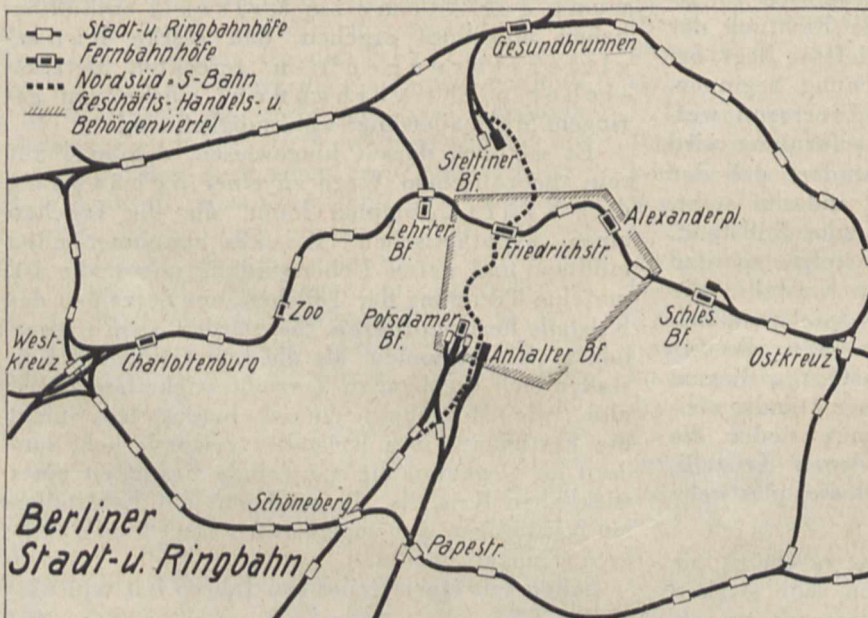 Stadt-u. Ringbahnhöfe
Fernbahnhöfe
Nordsüd-S-Bahn
Geschäfts-Handels-u.
Behördenviertel
Gesundbrunnen
Stettiner
Bf.
Lehrter
Bf
Friedrichstr.
Alexanderpl.
Zoo
Potsdamer
Bf.
Anhalter Bf.
Schles.
Bf.
West-
kreuz
Charlottenburg
Ostkreuz
Schöneberg
Papestr.
Berliner
Stadt-u. Ringbahn